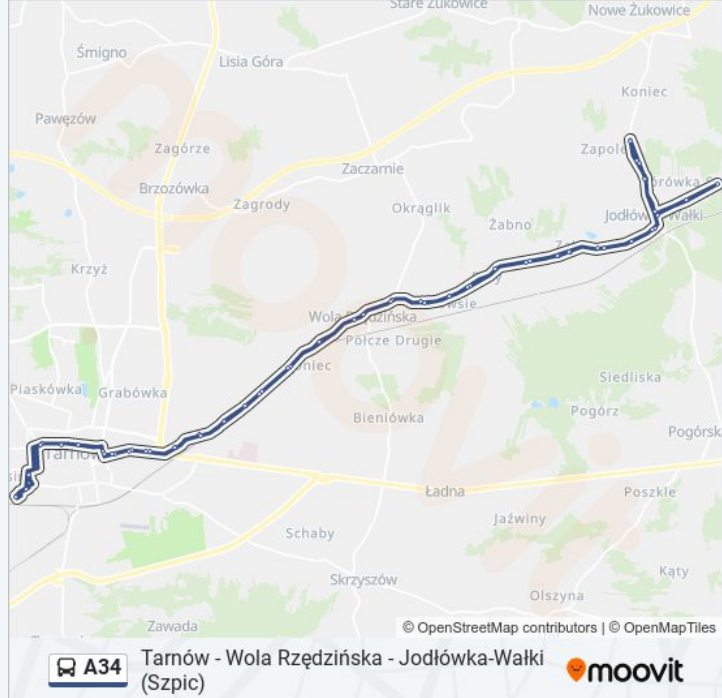 Stare Żukowice
Nowe Żukowice
Śmigno
Lisia Góra
Koniec
Pawęzów
Zagórze
Zapole
Zaczarnie
Brzozówka
Zagrody
Okrąglik
Jodłówka-Wałki
Żabno
Krzyż
Wola Rzędzińska
Półcze Drugie
Koniec
Siedliska
Piaskówka
Grabówka
Pogórz
Bieniówka
Pogórska
Tarnów
Ładna
Poszkle
Jaźwiny
Schaby
Kąty
Skrzyszów
Olszyna
Zawada
© OpenStreetMap contributors | © OpenMapTiles
A34
Tarnów - Wola Rzędzińska - Jodłówka-Wałki
(Szpic)
moovit